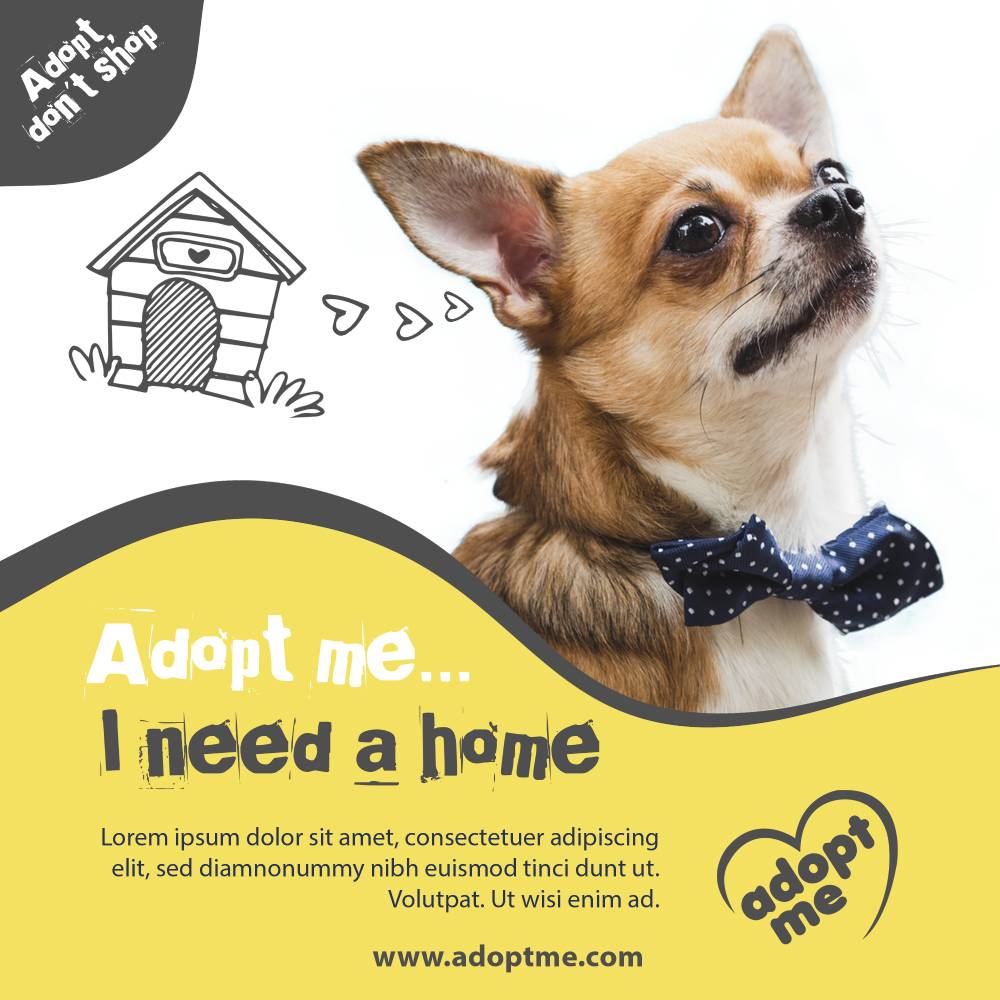 Adopt,
don't shop
Adopt me...
I need a home
Lorem ipsum dolor sit amet, consectetuer adipiscing
elit, sed diamnonummy nibh euismod tinci dunt ut.
Volutpat. Ut wisi enim ad.
adopt
me
www.adoptme.com